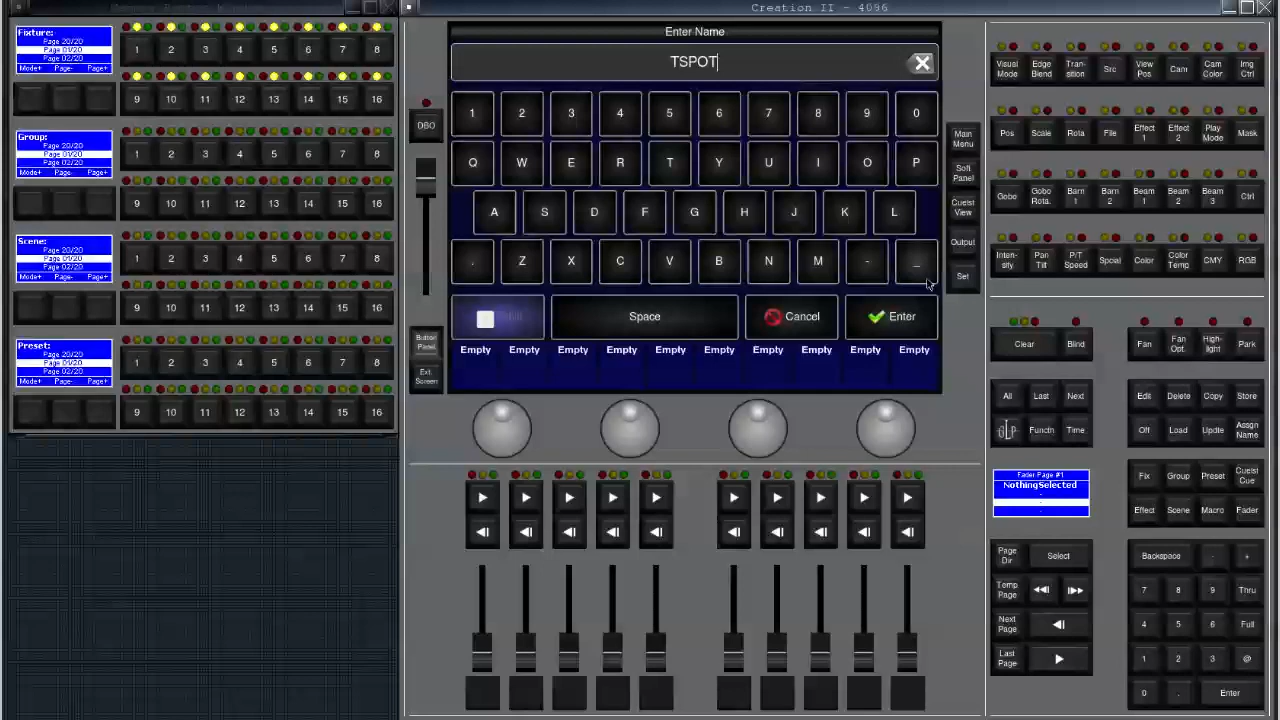 Creation II - 4096
Fixture:
Page 20/20
Page 01/20
Page 02/20
Mode+ Page- Page+
1 2 3 4 5 6 7 8
9 10 11 12 13 14 15 16
Group:
Page 20/20
Page 01/20
Page 02/20
Mode+ Page- Page+
1 2 3 4 5 6 7 8
9 10 11 12 13 14 15 16
Scene:
Page 20/20
Page 01/20
Page 02/20
Mode+ Page- Page+
1 2 3 4 5 6 7 8
9 10 11 12 13 14 15 16
Preset:
Page 20/20
Page 01/20
Page 02/20
Mode+ Page- Page+
1 2 3 4 5 6 7 8
9 10 11 12 13 14 15 16
DBO
Button
Panel
Ext.
Screen
Enter Name
TSPOT
1 2 3 4 5 6 7 8 9 0
Q W E R T Y U I O P
A S D F G H J K L
. Z X C V B N M - _
Space Cancel Enter
Empty Empty Empty Empty Empty Empty Empty Empty Empty Empty
Main
Menu
Soft
Panel
Cuelst
View
Output
Set
Visual
Mode
Edge
Blend
Tran-
sition
Src
View
Pos
Cam
Cam
Color
Img
Ctrl
Pos Scale Rota File
Effect
1
Effect
2
Play
Mode
Mask
Gobo
Gobo
Rota.
Barn
1
Barn
2
Beam
1
Beam
2
Beam
3
Ctrl
Inten-
sity
Pan
Tilt
P/T
Speed
Spcial
Color
Color
Temp
CMY
RGB
Clear Blind
Fan
Fan
Opt.
High-
light
Park
All Last Next
GLP Functn Time
Edit Delete Copy Store
Off Load Updte
Assgn
Name
Fader Page #1
NothingSelected
-
-
-
Fix Group Preset
Cuelst
Cue
Effect Scene Macro Fader
Page
Dir
Select
Temp
Page
Next
Page
Last
Page
Backspace - +
7 8 9 Thru
4 5 6 Full
1 2 3 @
0 . Enter